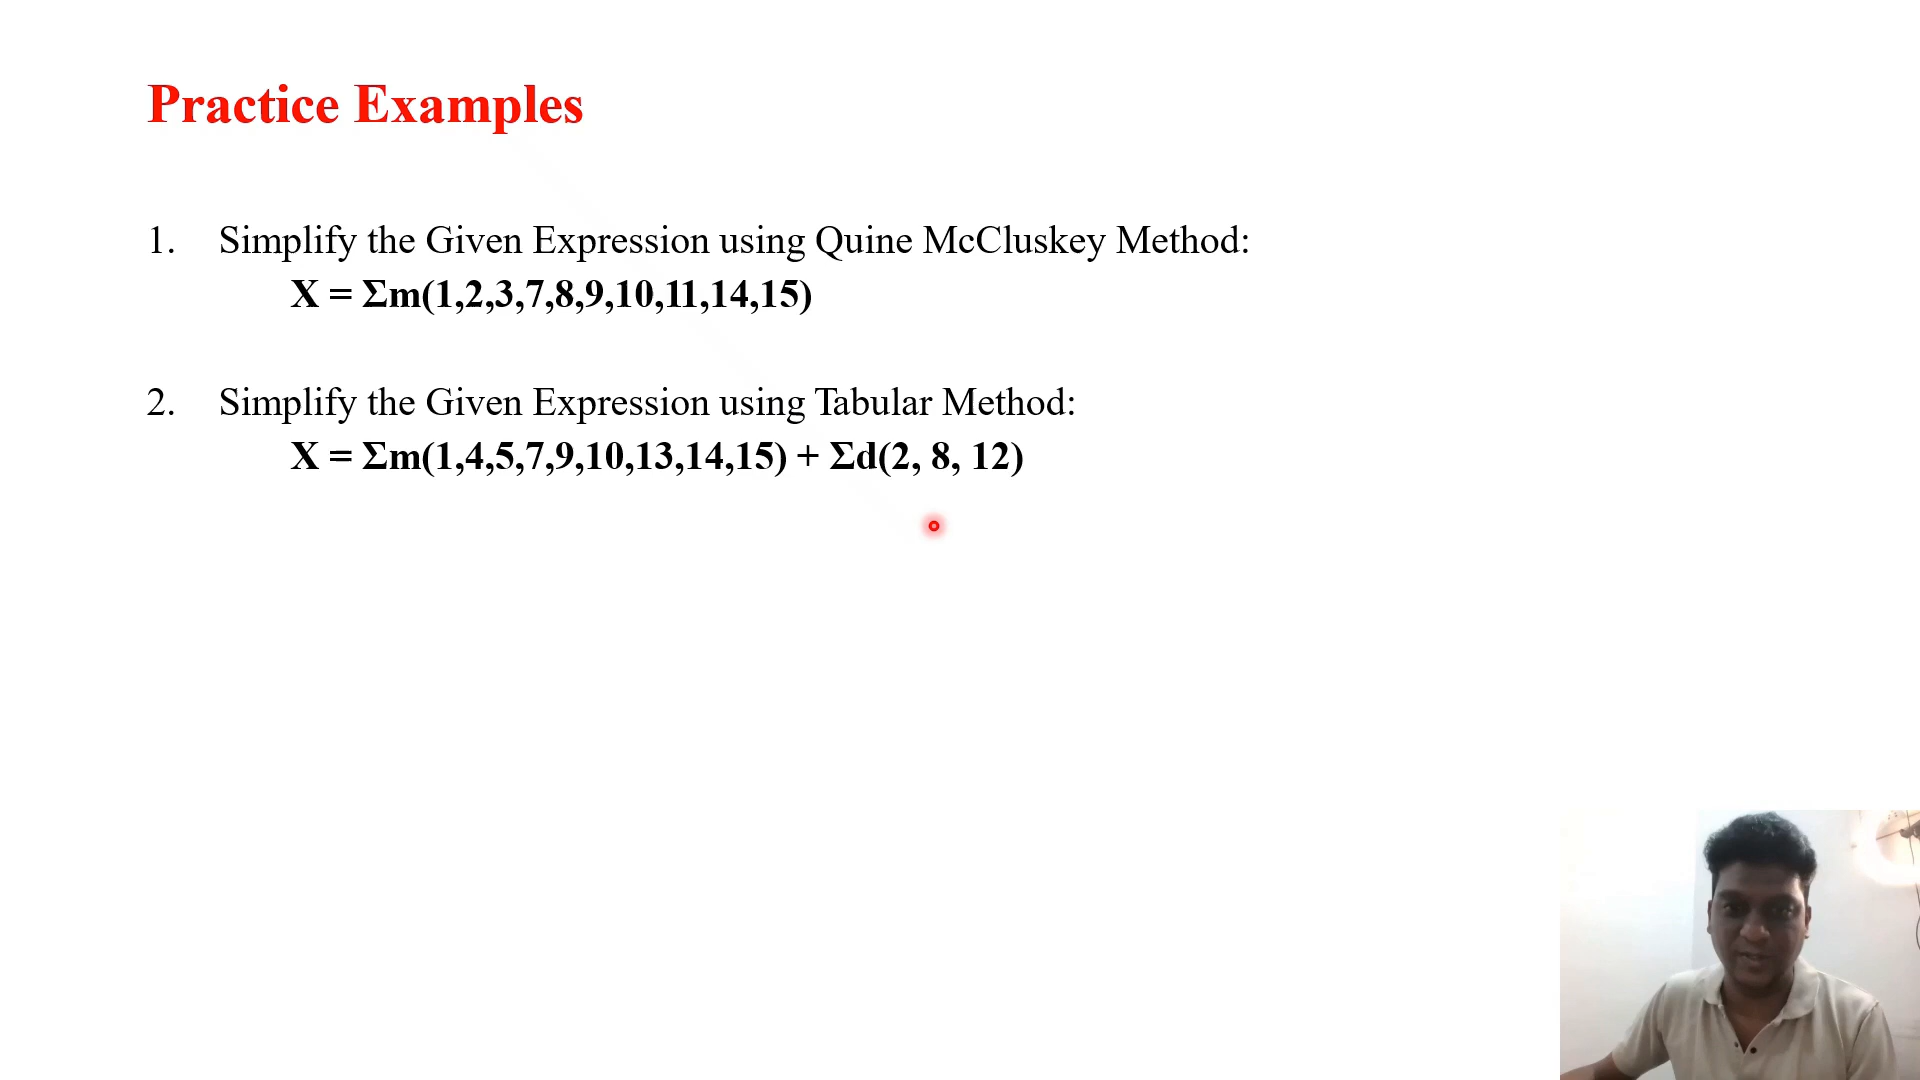 Practice Examples
1. Simplify the Given Expression using Quine McCluskey Method:
X = Σm(1,2,3,7,8,9,10,11,14,15)
2. Simplify the Given Expression using Tabular Method:
X = Σm(1,4,5,7,9,10,13,14,15) + Σd(2, 8, 12)